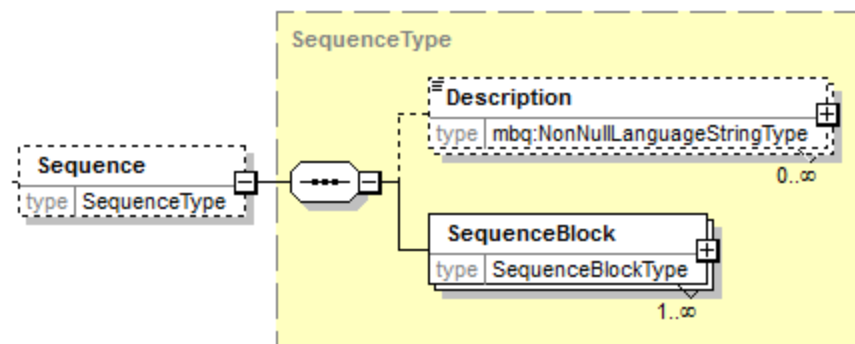 SequenceType
Description
type mbq:NonNullLanguageStringType
0..∞
Sequence
type SequenceType
SequenceBlock
type SequenceBlockType
1..∞